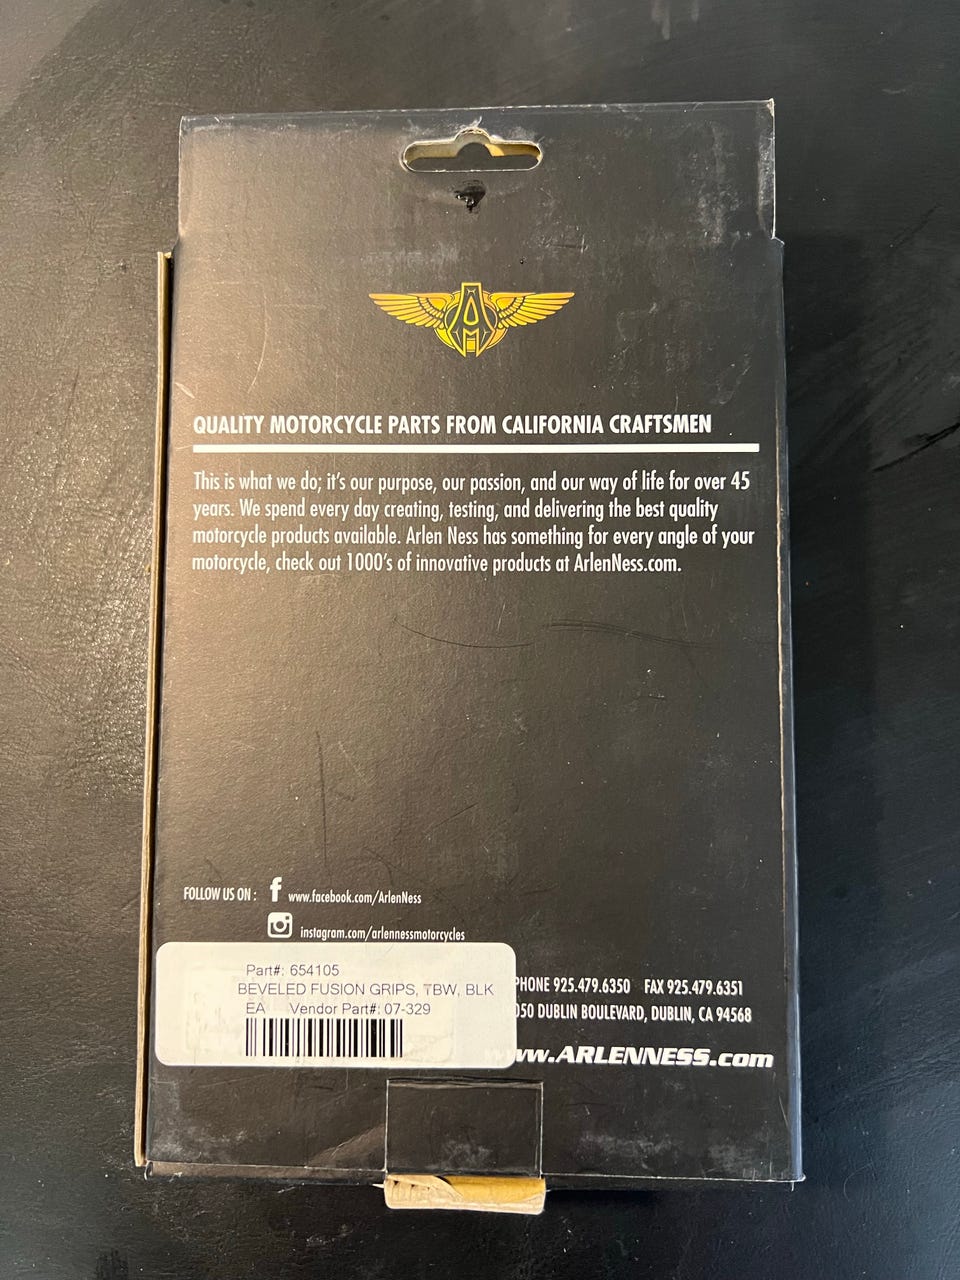 QUALITY MOTORCYCLE PARTS FROM CALIFORNIA CRAFTSMEN
This is what we do; it's our purpose, our passion, and our way of life for over 45
years. We spend every day creating, testing, and delivering the best quality
motorcycle products available. Arlen Ness has something for every angle of your
motorcycle, check out 1000's of innovative products at ArlenNess.com.
FOLLOW US ON : f www.facebook.com/ArlenNess
instagram.com/arlennessmotorcycles
Part#: 654105
BEVELED FUSION GRIPS, TBW, BLK
EA Vendor Part#: 07-329
PHONE 925.479.6350 FAX 925.479.6351
050 DUBLIN BOULEVARD, DUBLIN, CA 94568
www.ARLENNESS.com